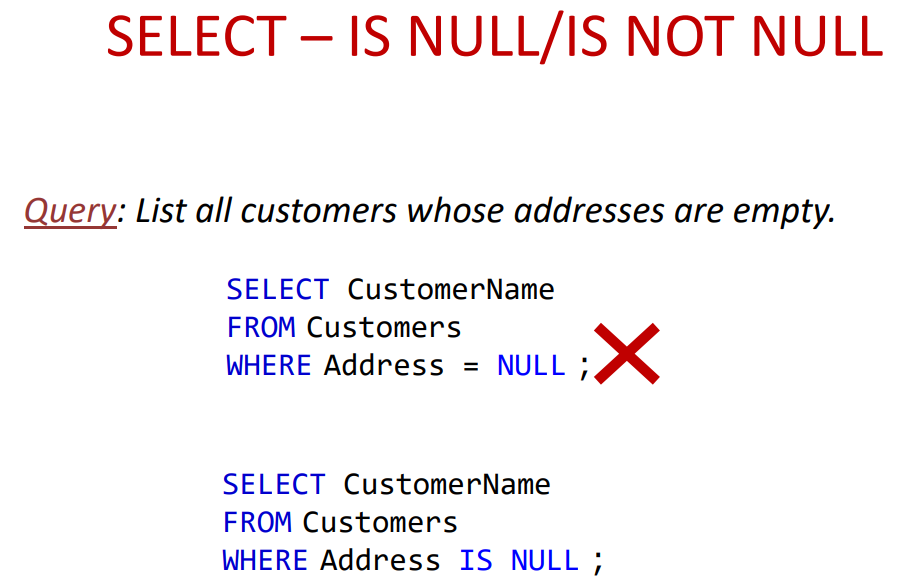 SELECT – IS NULL/IS NOT NULL
Query: List all customers whose addresses are empty.
SELECT CustomerName
FROM Customers
WHERE Address = NULL ;
SELECT CustomerName
FROM Customers
WHERE Address IS NULL ;